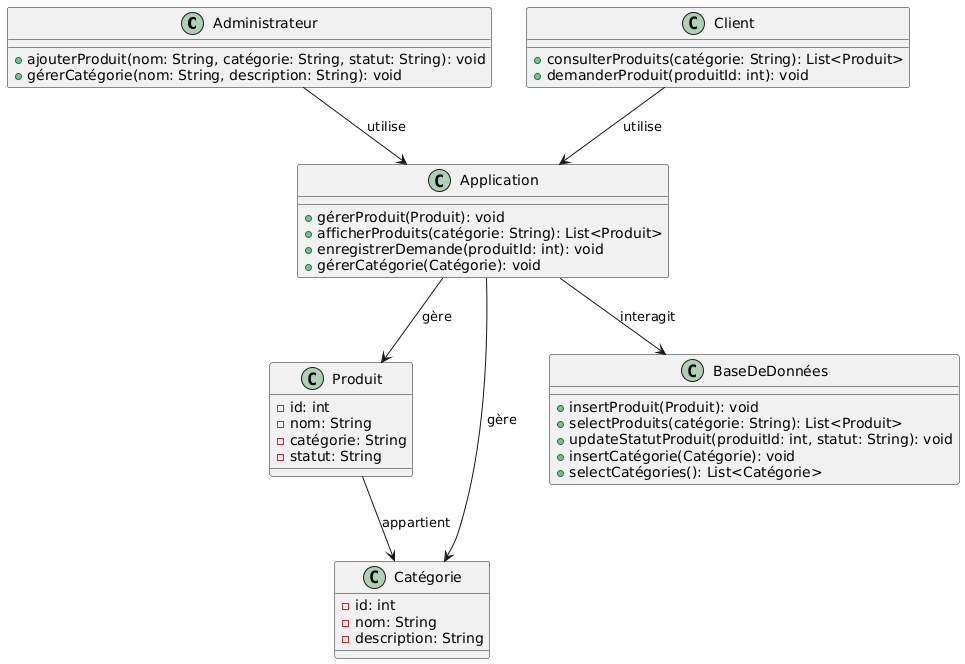 Administrateur
+ ajouterProduit(nom: String, catégorie: String, statut: String): void
+ gérerCatégorie(nom: String, description: String): void
Client
+ consulterProduits(catégorie: String): List<Produit>
+ demanderProduit(produitId: int): void
utilise
utilise
Application
gérerProduit(Produit): void
afficherProduits(catégorie: String): List<Produit>
enregistrerDemande(produitId: int): void
gérerCatégorie(Catégorie): void
gère
interagit
Produit
id: int
nom: String
catégorie: String
statut: String
BaseDeDonnées
insertProduit(Produit): void
selectProduits(catégorie: String): List<Produit>
updateStatutProduit(produitId: int, statut: String): void
insertCatégorie(Catégorie): void
selectCatégories(): List<Catégorie>
gère
appartient
Catégorie
id: int
nom: String
description: String